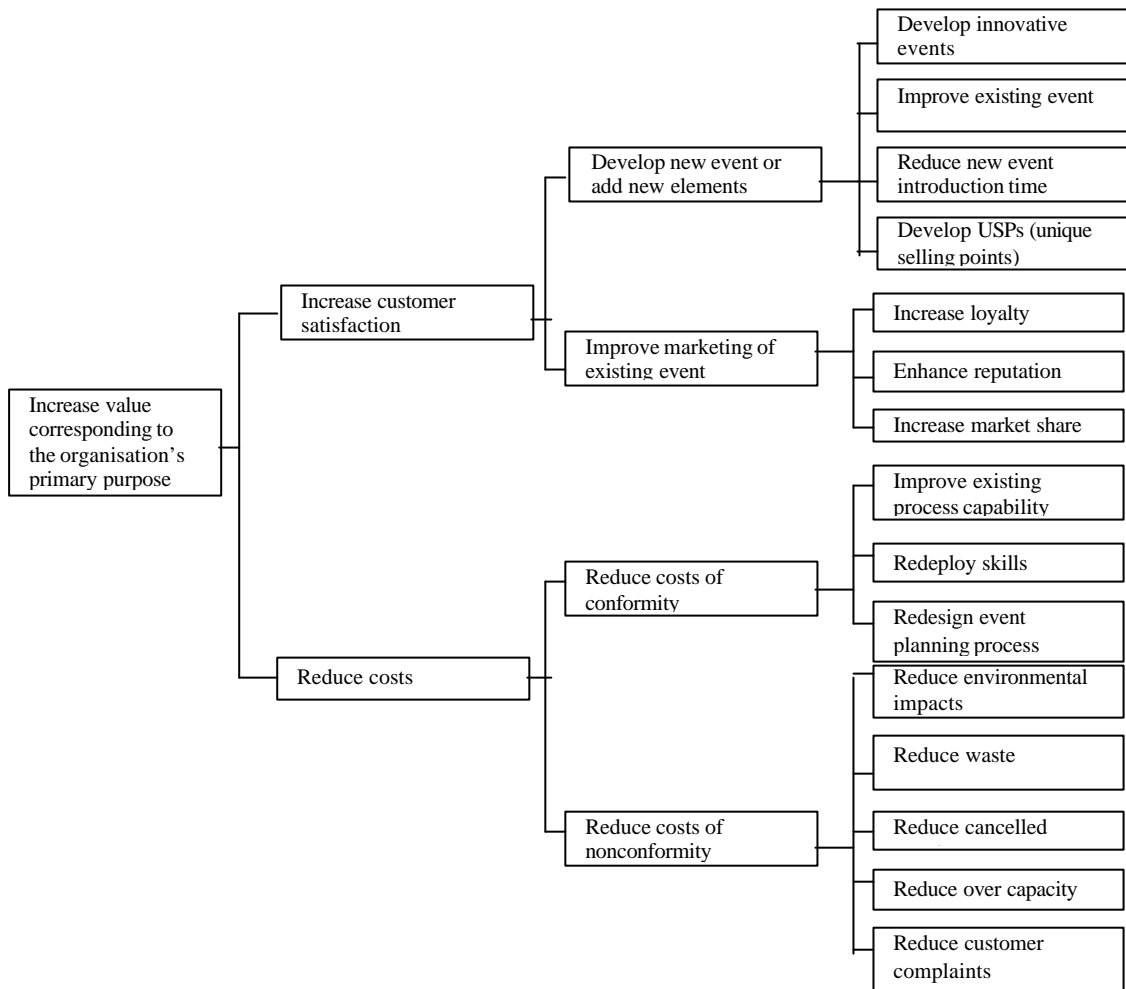 Develop innovative
events
Improve existing event
Reduce new event
introduction time
Develop USPs (unique
selling points)
Develop new event or
add new elements
Increase customer
satisfaction
Increase loyalty
Enhance reputation
Increase market share
Improve marketing of
existing event
Increase value
corresponding to
the organisation's
primary purpose
Improve existing
process capability
Redeploy skills
Redesign event
planning process
Reduce costs of
conformity
Reduce costs
Reduce environmental
impacts
Reduce waste
Reduce cancelled
Reduce over capacity
Reduce customer
complaints
Reduce costs of
nonconformity